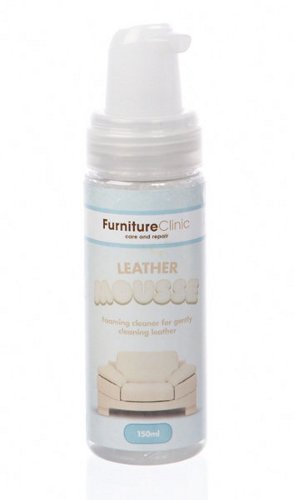 FurnitureClinic
care and repair
LEATHER
MOUSSE
foaming cleaner for gently
cleaning leather
150ml